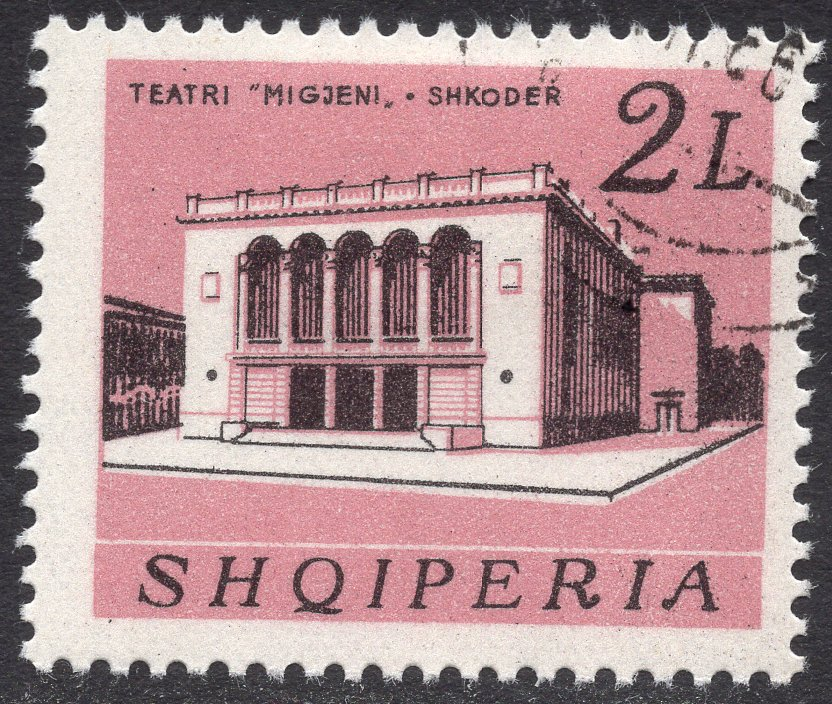 TEATRI "MIGJENI„ • SHKODER
2L
SHQIPERIA